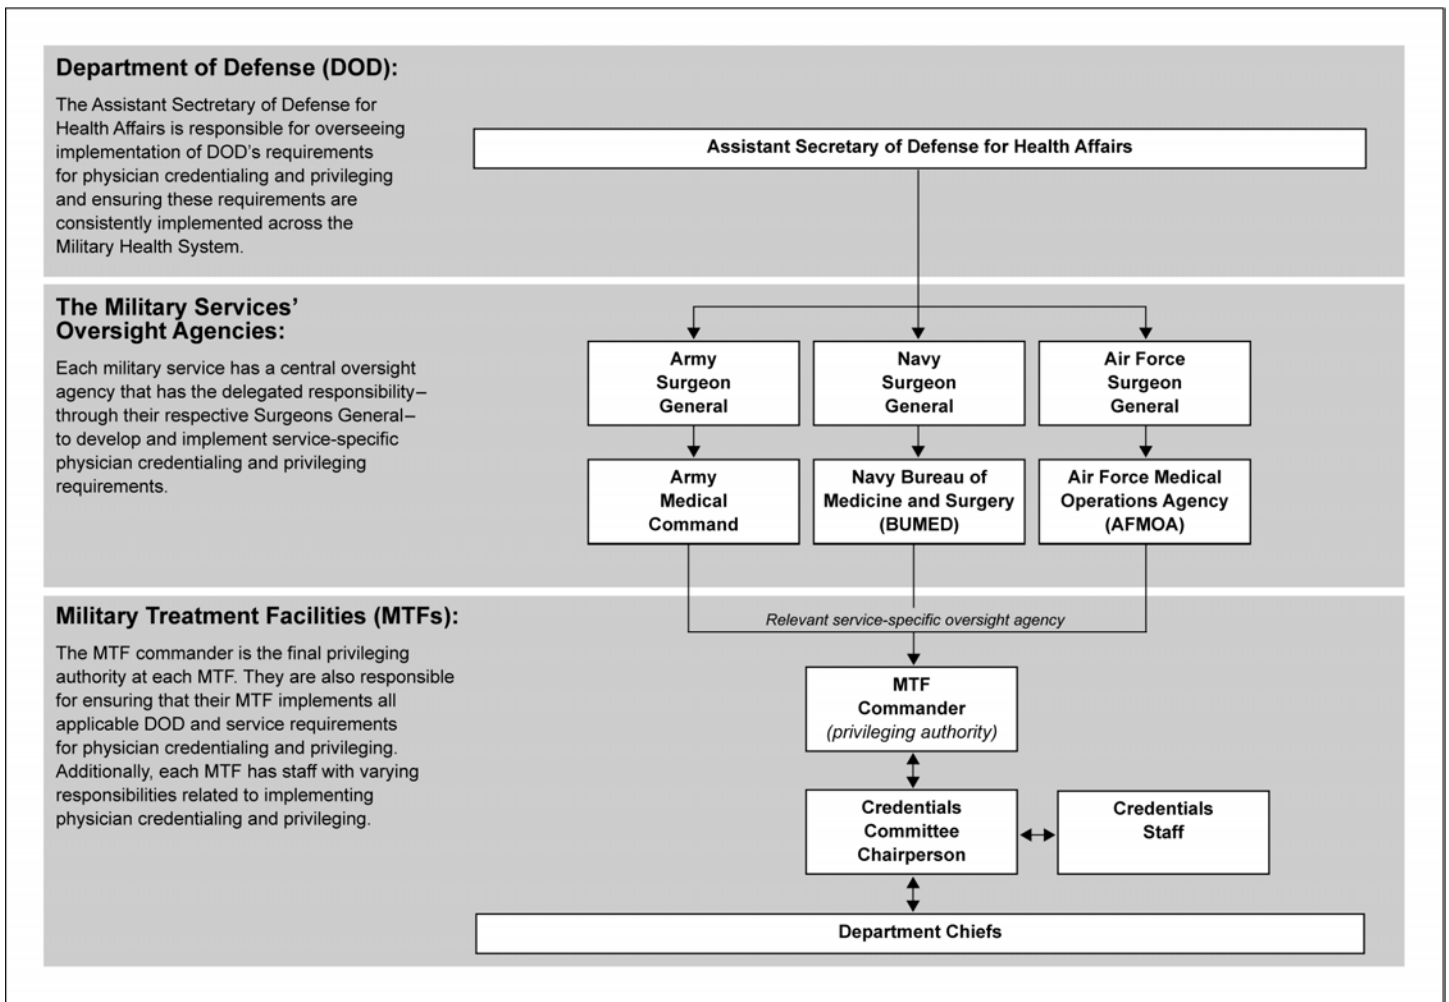 Department of Defense (DOD):
The Assistant Sectretary of Defense for
Health Affairs is responsible for overseeing
implementation of DOD's requirements
for physician credentialing and privileging
and ensuring these requirements are
consistently implemented across the
Military Health System.
Assistant Secretary of Defense for Health Affairs
The Military Services'
Oversight Agencies:
Each military service has a central oversight
agency that has the delegated responsibility–
through their respective Surgeons General–
to develop and implement service-specific
physician credentialing and privileging
requirements.
Army
Surgeon
General
Navy
Surgeon
General
Air Force
Surgeon
General
Army
Medical
Command
Navy Bureau of
Medicine and Surgery
(BUMED)
Air Force Medical
Operations Agency
(AFMOA)
Military Treatment Facilities (MTFs):
The MTF commander is the final privileging
authority at each MTF. They are also responsible
for ensuring that their MTF implements all
applicable DOD and service requirements
for physician credentialing and privileging.
Additionally, each MTF has staff with varying
responsibilities related to implementing
physician credentialing and privileging.
Relevant service-specific oversight agency
MTF
Commander
(privileging authority)
Credentials
Committee
Chairperson
Credentials
Staff
Department Chiefs